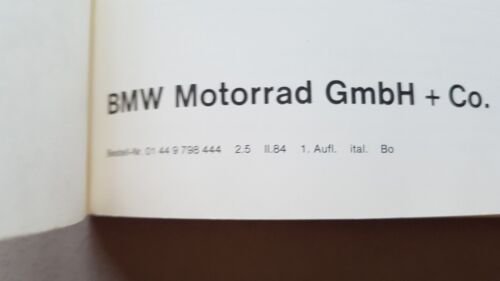 BMW Motorrad GmbH + Co.
Bestell-Nr. 01 44 9 798 444 2.5 II.84 1. Aufl. ital. Bo